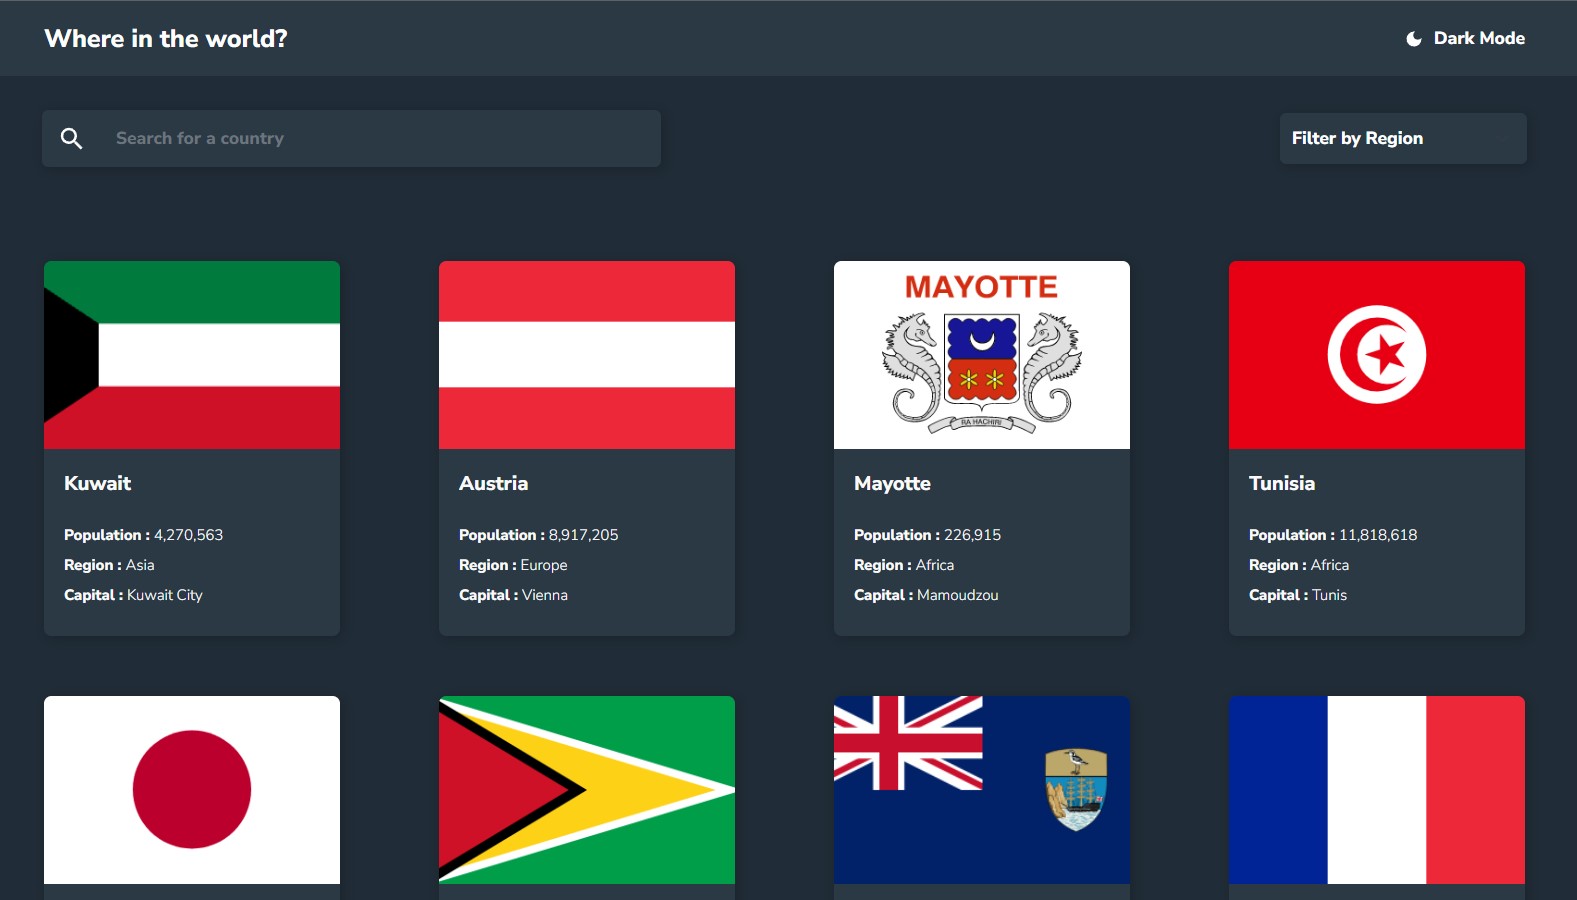 Where in the world?
Dark Mode
Search for a country
Filter by Region
MAYOTTE
RA HACHIRI
Kuwait
Population : 4,270,563
Region : Asia
Capital : Kuwait City
Austria
Population : 8,917,205
Region : Europe
Capital : Vienna
Mayotte
Population : 226,915
Region : Africa
Capital : Mamoudzou
Tunisia
Population : 11,818,618
Region : Africa
Capital : Tunis